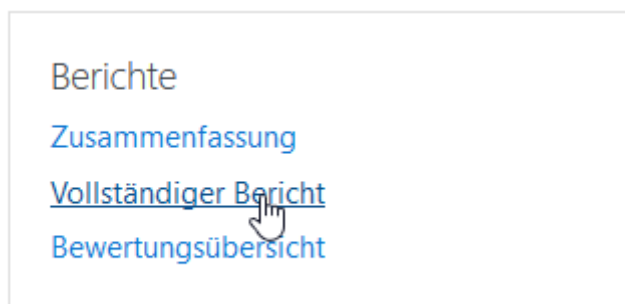 Berichte
Zusammenfassung
Vollständiger Bericht
Bewertungsübersicht